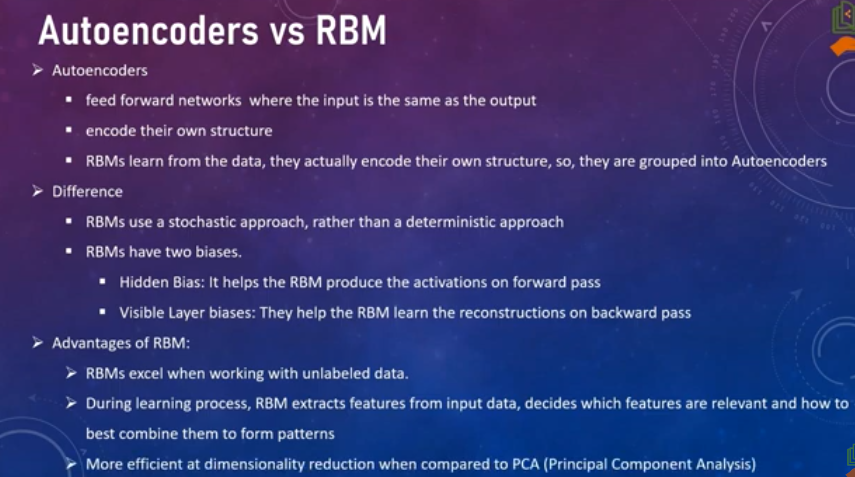 Autoencoders vs RBM
➢ Autoencoders
▪ feed forward networks where the input is the same as the output
▪ encode their own structure
▪ RBMs learn from the data, they actually encode their own structure, so, they are grouped into Autoencoders
➢ Difference
▪ RBMs use a stochastic approach, rather than a deterministic approach
▪ RBMs have two biases.
▪ Hidden Bias: It helps the RBM produce the activations on forward pass
▪ Visible Layer biases: They help the RBM learn the reconstructions on backward pass
➢ Advantages of RBM:
➢ RBMs excel when working with unlabeled data.
➢ During learning process, RBM extracts features from input data, decides which features are relevant and how to
best combine them to form patterns
➢ More efficient at dimensionality reduction when compared to PCA (Principal Component Analysis)